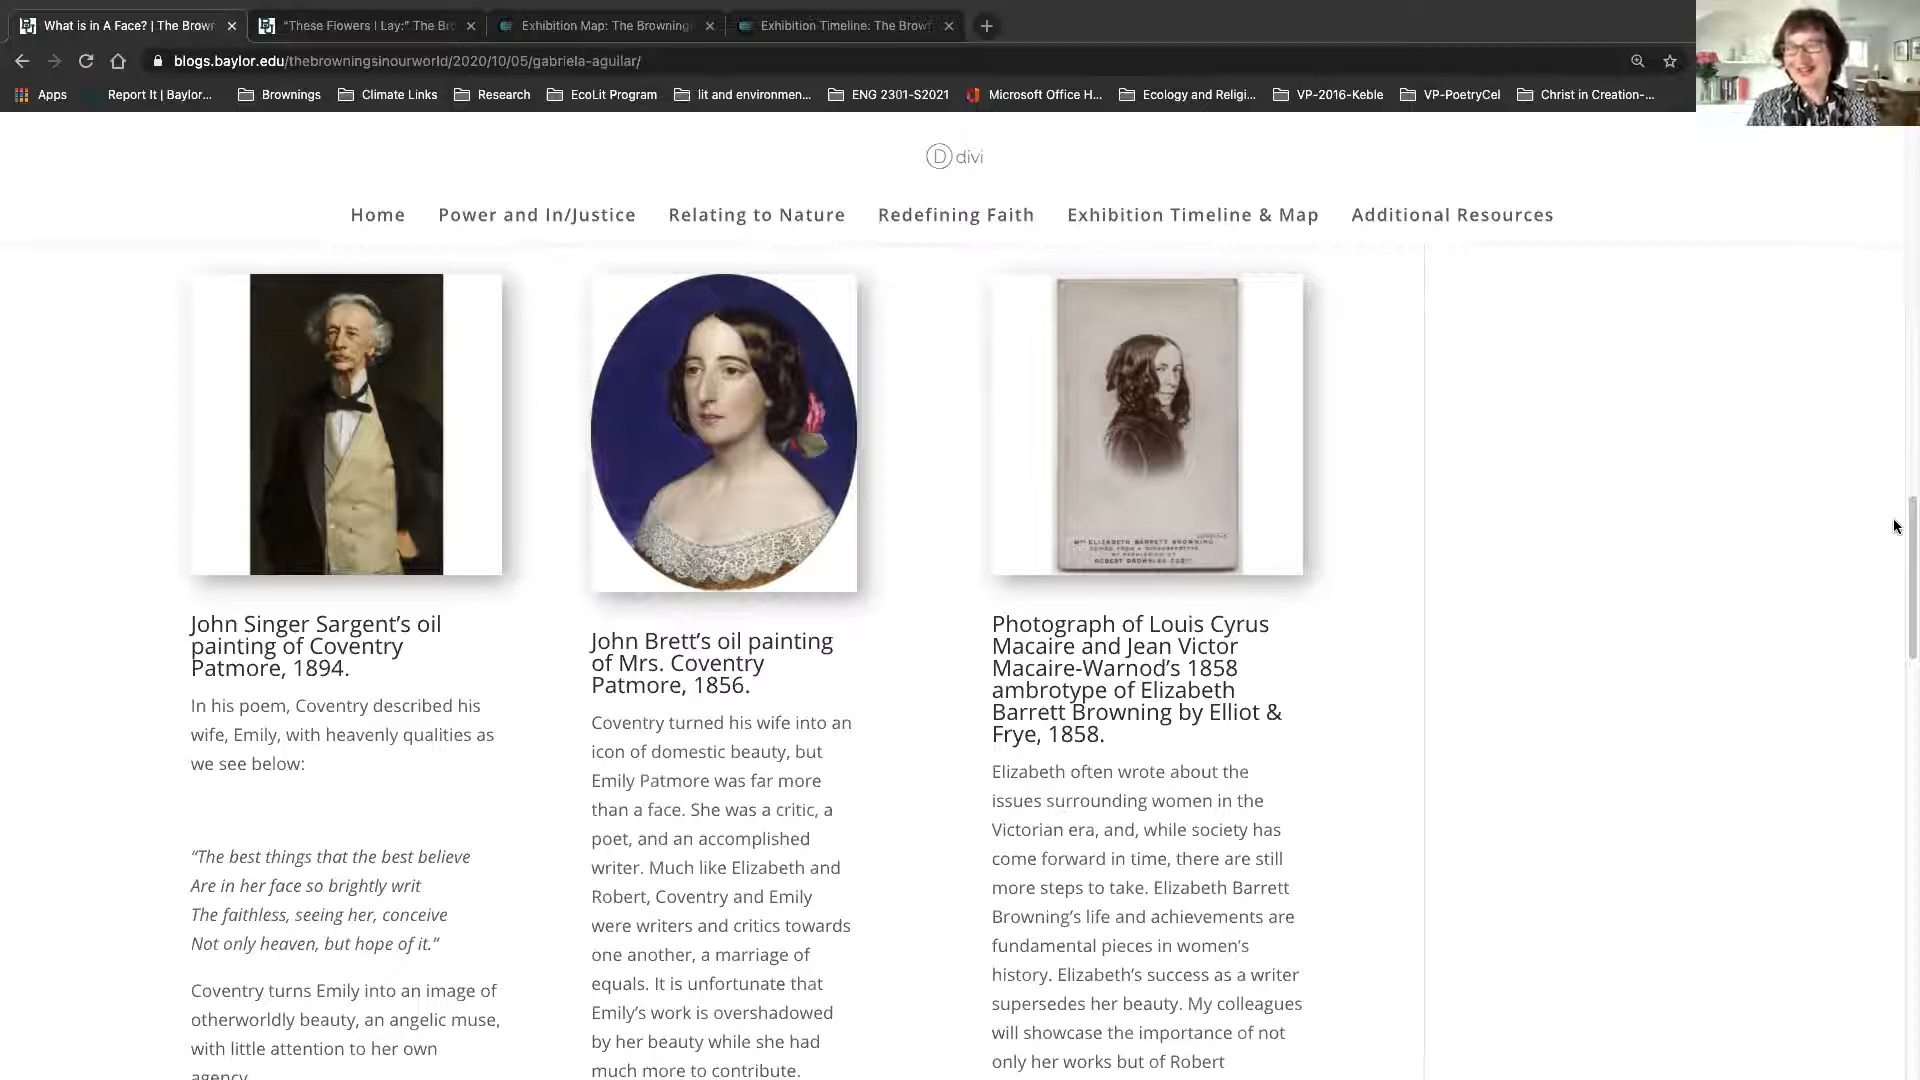 What is in A Face? | The Brow
"These Flowers I Lay:" The Br
Exhibition Map: The Browning
Exhibition Timeline: The Brow
blogs.baylor.edu/thebrowningsinourworld/2020/10/05/gabriela-aguilar/
Apps
Report It | Baylor...
Brownings
Climate Links
Research
EcoLit Program
lit and environmen...
ENG 2301-S2021
Microsoft Office H...
Ecology and Religi...
VP-2016-Keble
VP-PoetryCel
Christ in Creation-...
D divi
Home
Power and In/Justice
Relating to Nature
Redefining Faith
Exhibition Timeline & Map
Additional Resources
John Singer Sargent’s oil
painting of Coventry
Patmore, 1894.
In his poem, Coventry described his
wife, Emily, with heavenly qualities as
we see below:
“The best things that the best believe
Are in her face so brightly writ
The faithless, seeing her, conceive
Not only heaven, but hope of it.”
Coventry turns Emily into an image of
otherworldly beauty, an angelic muse,
with little attention to her own
agency.
John Brett’s oil painting
of Mrs. Coventry
Patmore, 1856.
Coventry turned his wife into an
icon of domestic beauty, but
Emily Patmore was far more
than a face. She was a critic, a
poet, and an accomplished
writer. Much like Elizabeth and
Robert, Coventry and Emily
were writers and critics towards
one another, a marriage of
equals. It is unfortunate that
Emily’s work is overshadowed
by her beauty while she had
much more to contribute.
ELIZABETH BARRETT BROWNING
ROBERT BROWNING ESQ
Photograph of Louis Cyrus
Macaire and Jean Victor
Macaire-Warnod’s 1858
ambrotype of Elizabeth
Barrett Browning by Elliot &
Frye, 1858.
Elizabeth often wrote about the
issues surrounding women in the
Victorian era, and, while society has
come forward in time, there are still
more steps to take. Elizabeth Barrett
Browning’s life and achievements are
fundamental pieces in women’s
history. Elizabeth’s success as a writer
supersedes her beauty. My colleagues
will showcase the importance of not
only her works but of Robert